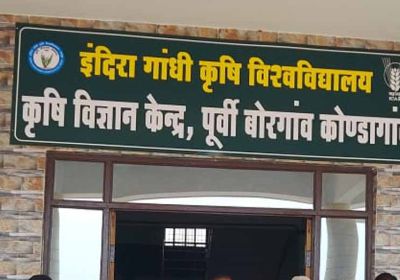 इंदिरा गांधी कृषि विश्वविद्यालय
कृषि विज्ञान केन्द्र, पूर्वी बोरगांव कोण्डागां